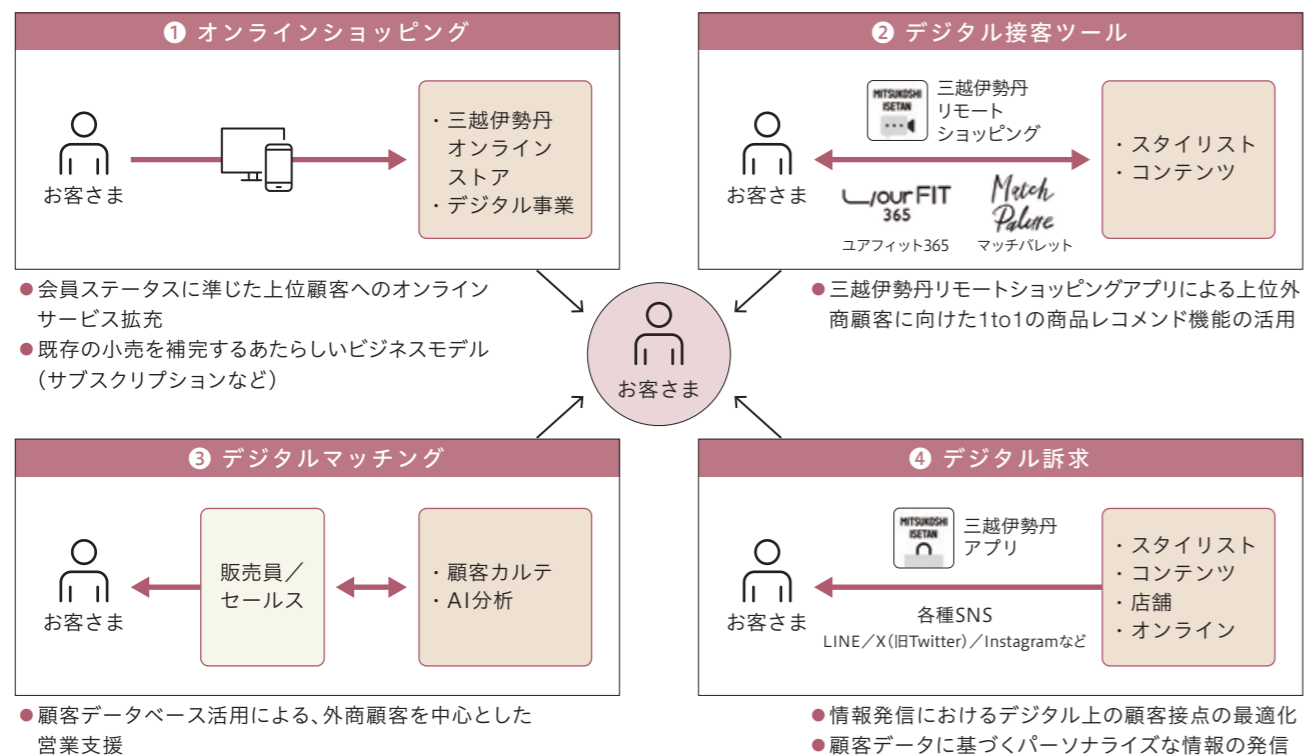 ❶ オンラインショッピング
お客さま
・三越伊勢丹
オンライン
ストア
・デジタル事業
●会員ステータスに準じた上位顧客へのオンライン
サービス拡充
●既存の小売を補完するあたらしいビジネスモデル
(サブスクリプションなど)
❷ デジタル接客ツール
お客さま
MITSUKOSHI
ISETAN
三越伊勢丹
リモート
ショッピング
YourFIT
365
ユアフィット365
Match
Palette
マッチパレット
・スタイリスト
・コンテンツ
●三越伊勢丹リモートショッピングアプリによる上位外
商顧客に向けた1to1の商品レコメンド機能の活用
お客さま
❸ デジタルマッチング
お客さま
販売員/
セールス
・顧客カルテ
・AI分析
●顧客データベース活用による、外商顧客を中心とした
営業支援
❹ デジタル訴求
お客さま
MITSUKOSHI
ISETAN
三越伊勢丹
アプリ
各種SNS
LINE/X(旧Twitter)/Instagramなど
・スタイリスト
・コンテンツ
・店舗
・オンライン
●情報発信におけるデジタル上の顧客接点の最適化
●顧客データに基づくパーソナライズな情報の発信